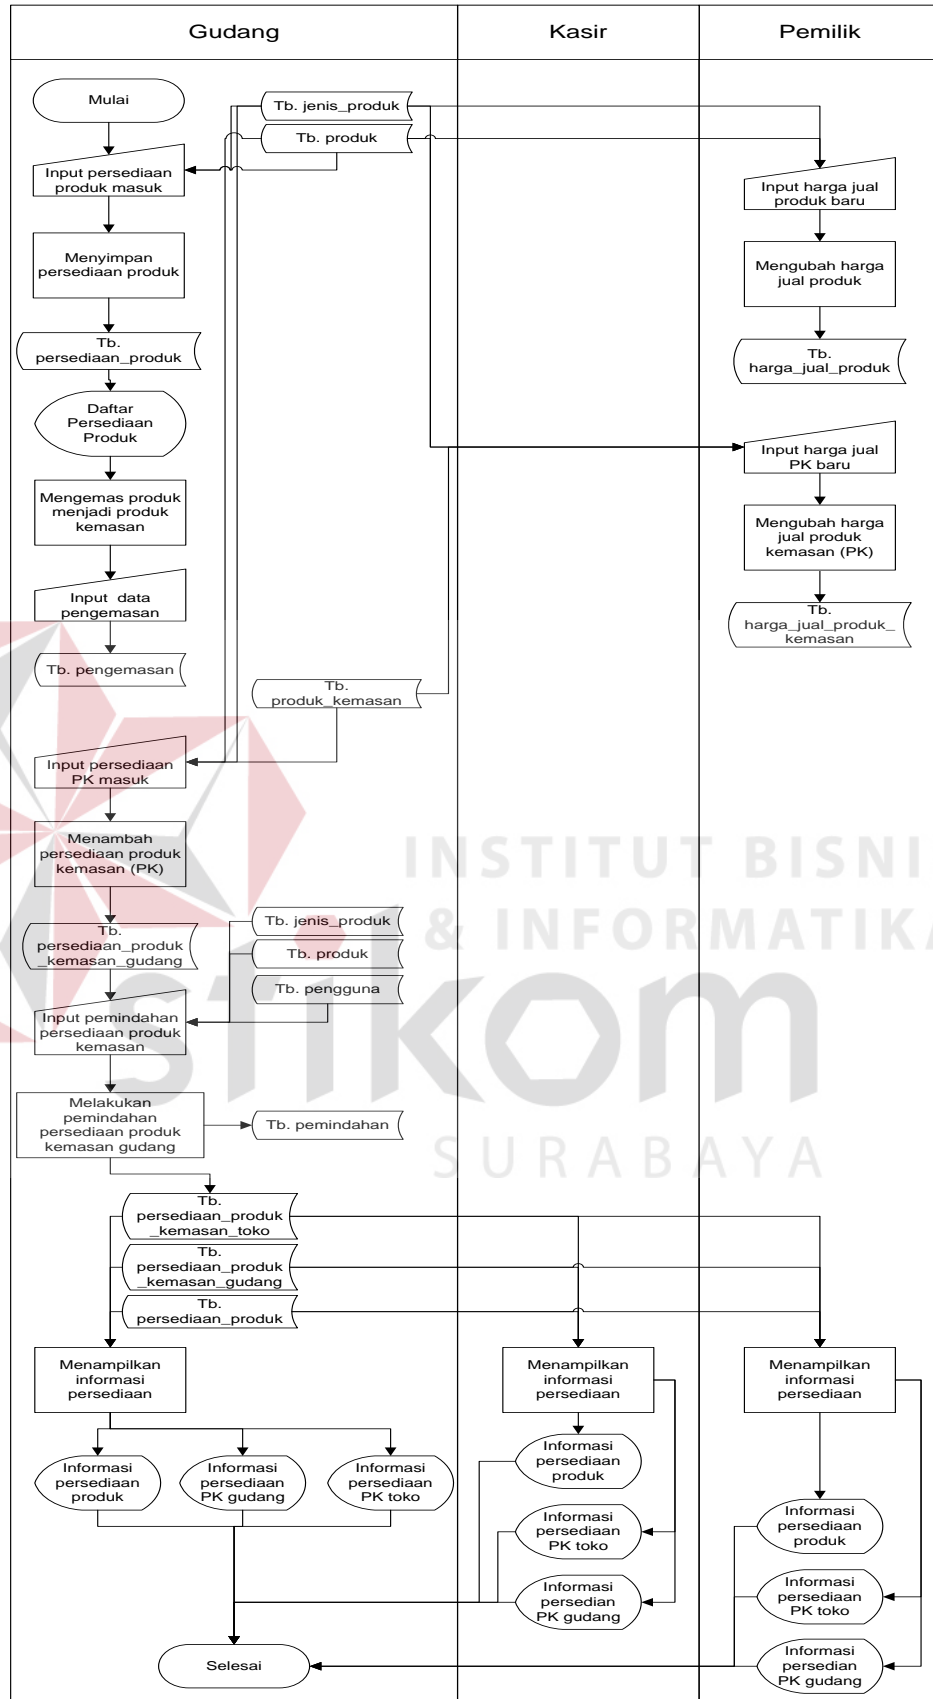 Gudang
Kasir
Pemilik
Mulai
Tb. jenis_produk
Tb. produk
Input persediaan
produk masuk
Input harga jual
produk baru
Menyimpan
persediaan produk
Mengubah harga
jual produk
Tb.
persediaan_produk
Tb.
harga_jual_produk
Daftar
Persediaan
Produk
Input harga jual
PK baru
Mengemas produk
menjadi produk
kemasan
Mengubah harga
jual produk
kemasan (PK)
Input  data
pengemasan
Tb.
harga_jual_produk_
kemasan
Tb. pengemasan
Tb.
produk_kemasan
Input persediaan
PK masuk
Menambah
persediaan produk
kemasan (PK)
INSTITUT BISNI
& INFORMATIKA
stikom
SURABAYA
Tb. jenis_produk
Tb.
persediaan_produk
_kemasan_gudang
Tb. produk
Tb. pengguna
Input pemindahan
persediaan produk
kemasan
Melakukan
pemindahan
persediaan produk
kemasan gudang
Tb. pemindahan
Tb.
persediaan_produk
_kemasan_toko
Tb.
persediaan_produk
_kemasan_gudang
Tb.
persediaan_produk
Menampilkan
informasi
persediaan
Menampilkan
informasi
persediaan
Menampilkan
informasi
persediaan
Informasi
persediaan
produk
Informasi
persediaan
PK gudang
Informasi
persediaan
PK toko
Informasi
persediaan
produk
Informasi
persediaan
PK toko
Informasi
persedian
PK gudang
Informasi
persediaan
produk
Informasi
persediaan
PK toko
Informasi
persedian
PK gudang
Selesai